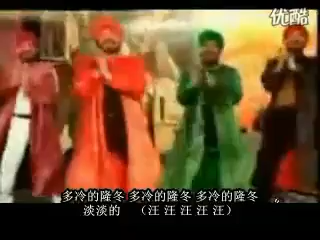 优酷
多冷的隆冬 多冷的隆冬 多冷的隆冬
淡淡的 （汪 汪 汪 汪 汪）